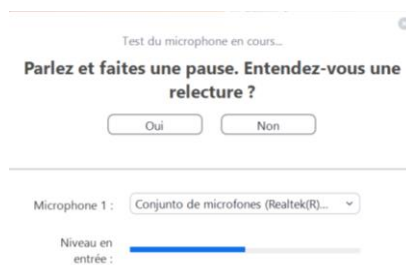 Test du microphone en cours...
Parlez et faites une pause. Entendez-vous une
relecture ?
Oui
Non
Microphone 1 :
Conjunto de microfones (Realtek(R)...
Niveau en
entrée :